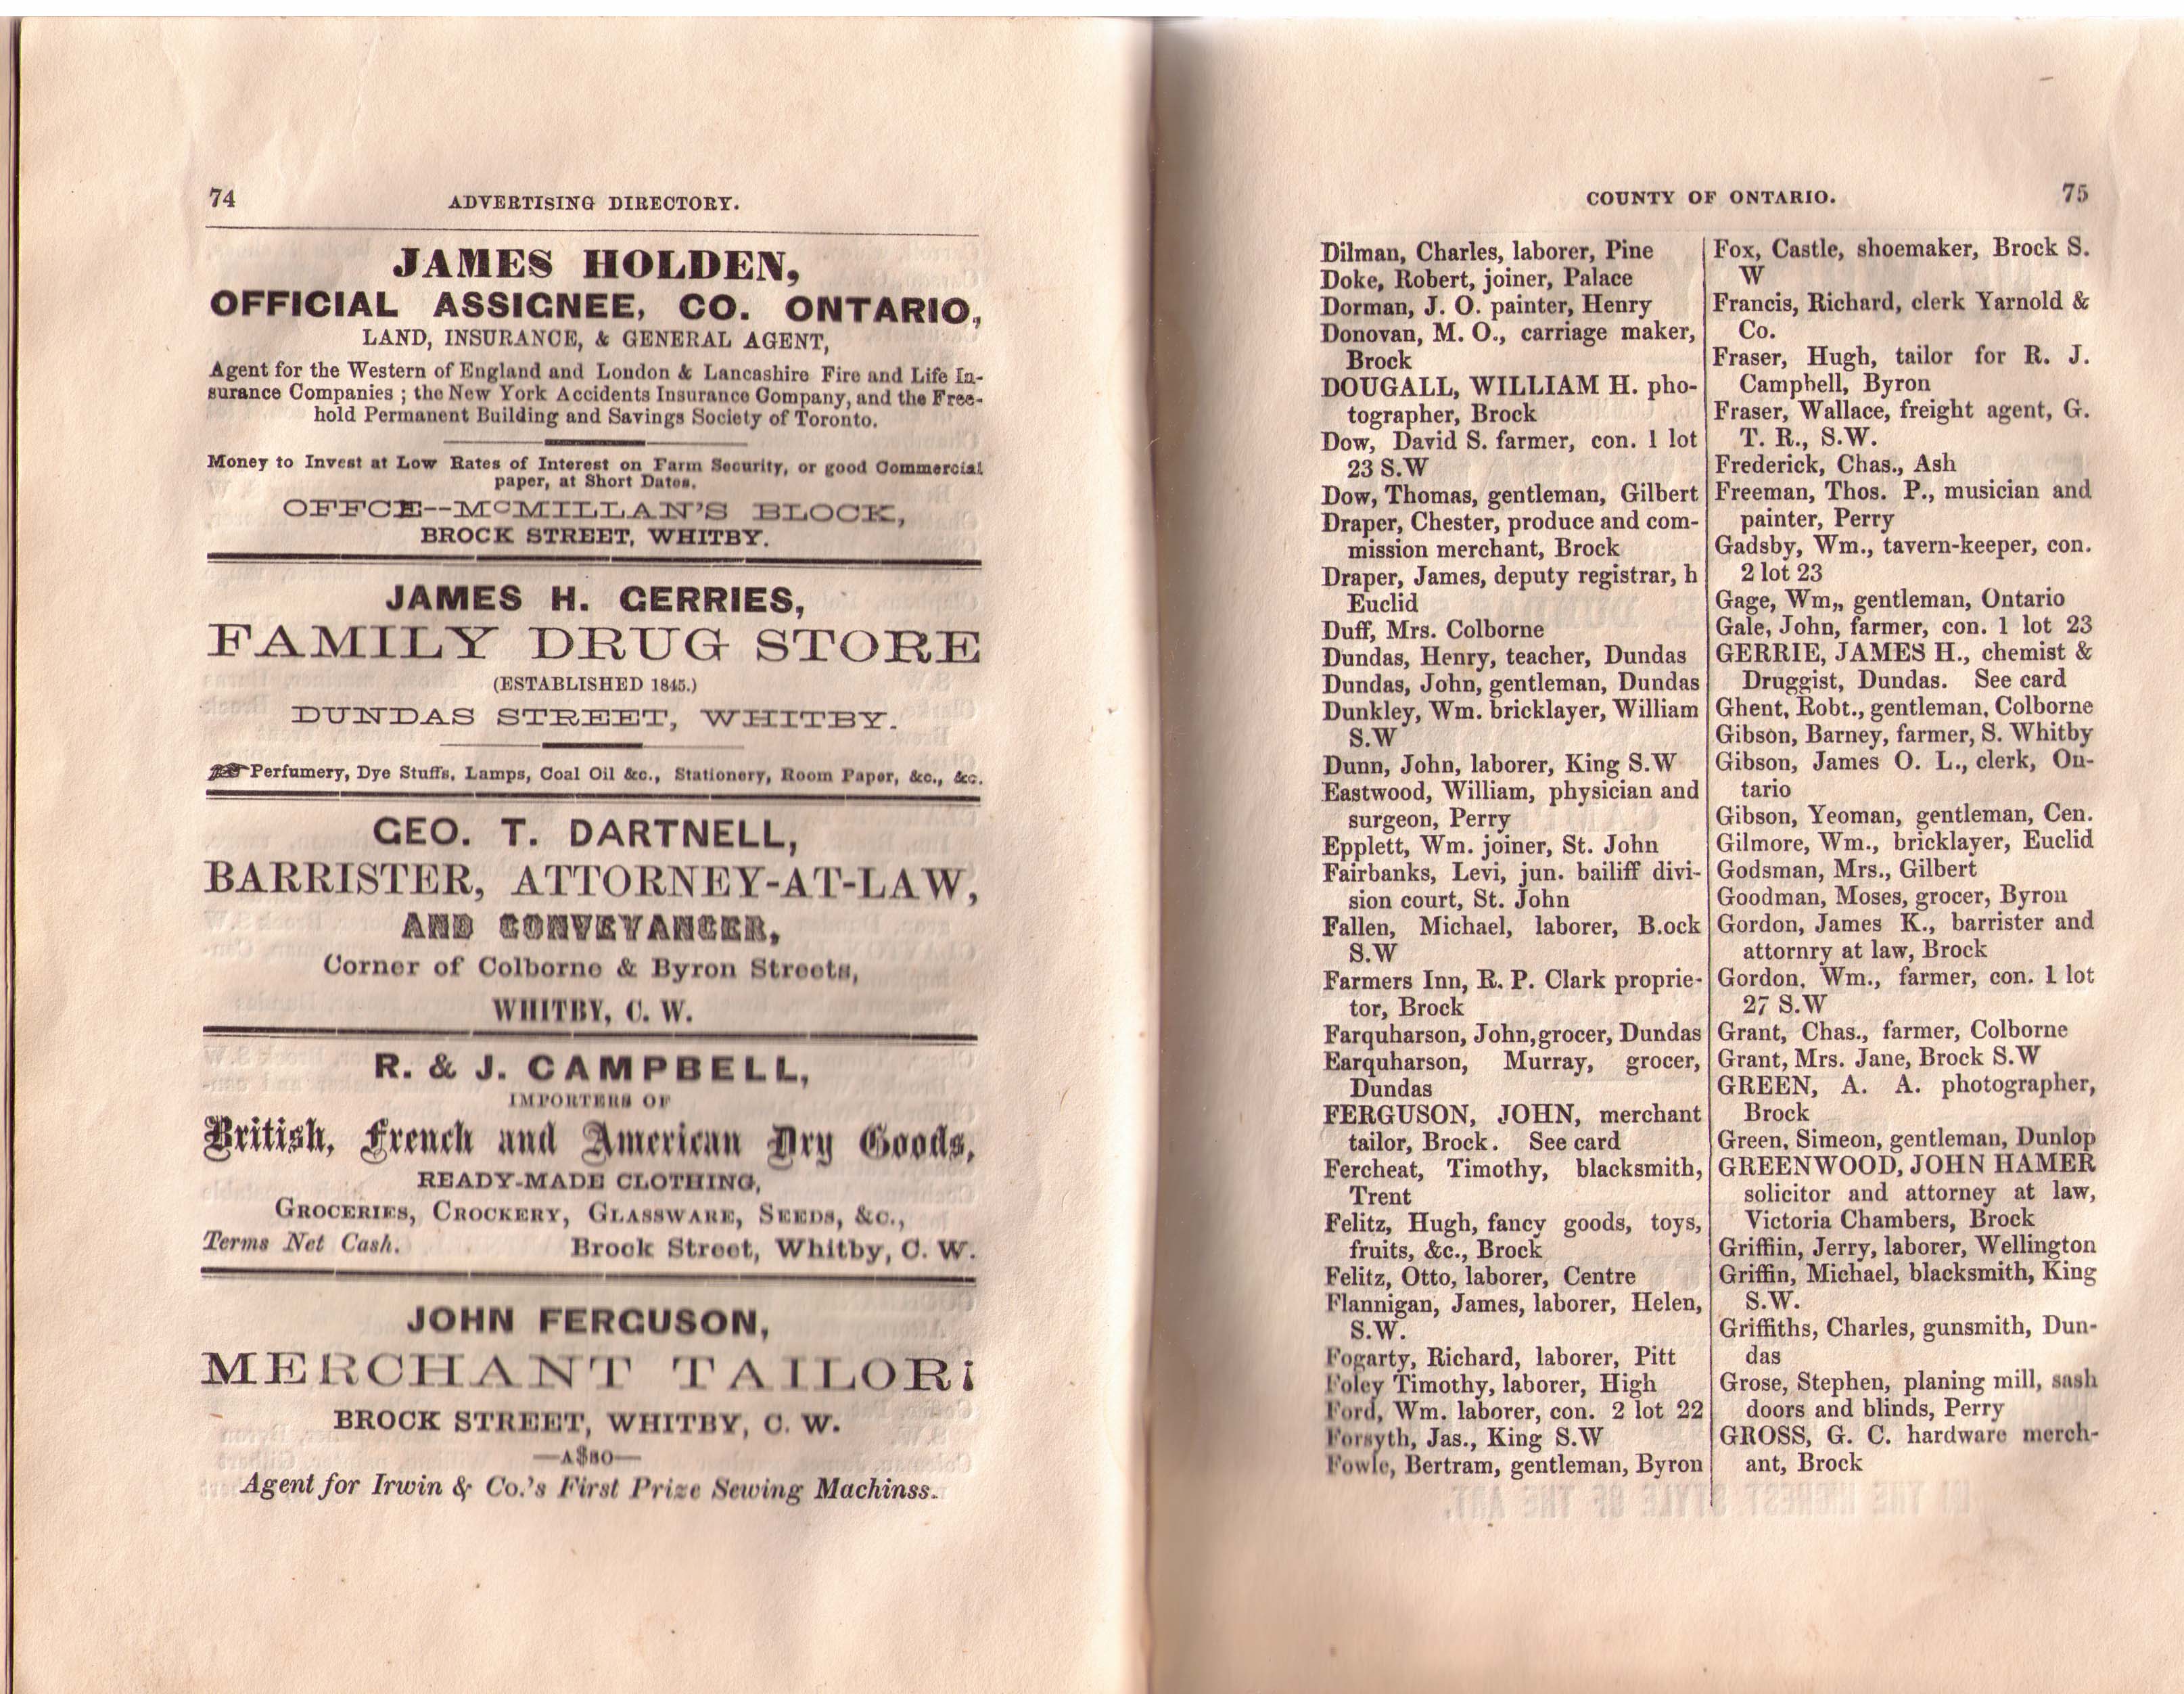 74
ADVERTISING DIRECTORY.
JAMES HOLDEN,
OFFICIAL ASSIGNEE, CO. ONTARIO,
LAND, INSURANCE, & GENERAL AGENT,
Agent for the Western of England and London & Lancashire Fire and Life In-
surance Companies ; the New York Accidents Insurance Company, and the Free-
hold Permanent Building and Savings Society of Toronto.
Money to Invest at Low Rates of Interest on Farm Security, or good Commercial
paper, at Short Dates.
OFFCE--McMILLAN'S BLOCK,
BROCK STREET, WHITBY.
JAMES H. GERRIES,
FAMILY DRUG STORE
(ESTABLISHED 1845.)
DUNDAS STREET, WHITBY.
☞ Perfumery, Dye Stuffs, Lamps, Coal Oil &c., Stationery, Room Paper, &c., &c.
GEO. T. DARTNELL,
BARRISTER, ATTORNEY-AT-LAW,
AND CONVEYANCER,
Corner of Colborne & Byron Streets,
WHITBY, C. W.
R. & J. CAMPBELL,
IMPORTERS OF
British, French and American Dry Goods,
READY-MADE CLOTHING,
GROCERIES, CROCKERY, GLASSWARE, SEEDS, &c.,
Terms Net Cash. Brock Street, Whitby, C. W.
JOHN FERGUSON,
MERCHANT TAILOR¡
BROCK STREET, WHITBY, C. W.
—A$SO—
Agent for Irwin & Co.'s First Prize Sewing Machinss.
COUNTY OF ONTARIO.
75
Dilman, Charles, laborer, Pine
Doke, Robert, joiner, Palace
Dorman, J. O. painter, Henry
Donovan, M. O., carriage maker,
Brock
DOUGALL, WILLIAM H. pho-
tographer, Brock
Dow, David S. farmer, con. 1 lot
23 S.W
Dow, Thomas, gentleman, Gilbert
Draper, Chester, produce and com-
mission merchant, Brock
Draper, James, deputy registrar, h
Euclid
Duff, Mrs. Colborne
Dundas, Henry, teacher, Dundas
Dundas, John, gentleman, Dundas
Dunkley, Wm. bricklayer, William
S.W
Dunn, John, laborer, King S.W
Eastwood, William, physician and
surgeon, Perry
Epplett, Wm. joiner, St. John
Fairbanks, Levi, jun. bailiff divi-
sion court, St. John
Fallen, Michael, laborer, B.ock
S.W
Farmers Inn, R. P. Clark proprie-
tor, Brock
Farquharson, John,grocer, Dundas
Earquharson, Murray, grocer,
Dundas
FERGUSON, JOHN, merchant
tailor, Brock. See card
Fercheat, Timothy, blacksmith,
Trent
Felitz, Hugh, fancy goods, toys,
fruits, &c., Brock
Felitz, Otto, laborer, Centre
Flannigan, James, laborer, Helen,
S.W.
Fogarty, Richard, laborer, Pitt
Foley Timothy, laborer, High
Ford, Wm. laborer, con. 2 lot 22
Forsyth, Jas., King S.W
Fowle, Bertram, gentleman, Byron
Fox, Castle, shoemaker, Brock S.
W
Francis, Richard, clerk Yarnold &
Co.
Fraser, Hugh, tailor for R. J.
Campbell, Byron
Fraser, Wallace, freight agent, G.
T. R., S.W.
Frederick, Chas., Ash
Freeman, Thos. P., musician and
painter, Perry
Gadsby, Wm., tavern-keeper, con.
2 lot 23
Gage, Wm,, gentleman, Ontario
Gale, John, farmer, con. 1 lot 23
GERRIE, JAMES H., chemist &
Druggist, Dundas. See card
Ghent, Robt., gentleman, Colborne
Gibson, Barney, farmer, S. Whitby
Gibson, James O. L., clerk, On-
tario
Gibson, Yeoman, gentleman, Cen.
Gilmore, Wm., bricklayer, Euclid
Godsman, Mrs., Gilbert
Goodman, Moses, grocer, Byron
Gordon, James K., barrister and
attornry at law, Brock
Gordon, Wm., farmer, con. 1 lot
27 S.W
Grant, Chas., farmer, Colborne
Grant, Mrs. Jane, Brock S.W
GREEN, A. A. photographer,
Brock
Green, Simeon, gentleman, Dunlop
GREENWOOD, JOHN HAMER
solicitor and attorney at law,
Victoria Chambers, Brock
Griffiin, Jerry, laborer, Wellington
Griffin, Michael, blacksmith, King
S.W.
Griffiths, Charles, gunsmith, Dun-
das
Grose, Stephen, planing mill, sash
doors and blinds, Perry
GROSS, G. C. hardware merch-
ant, Brock